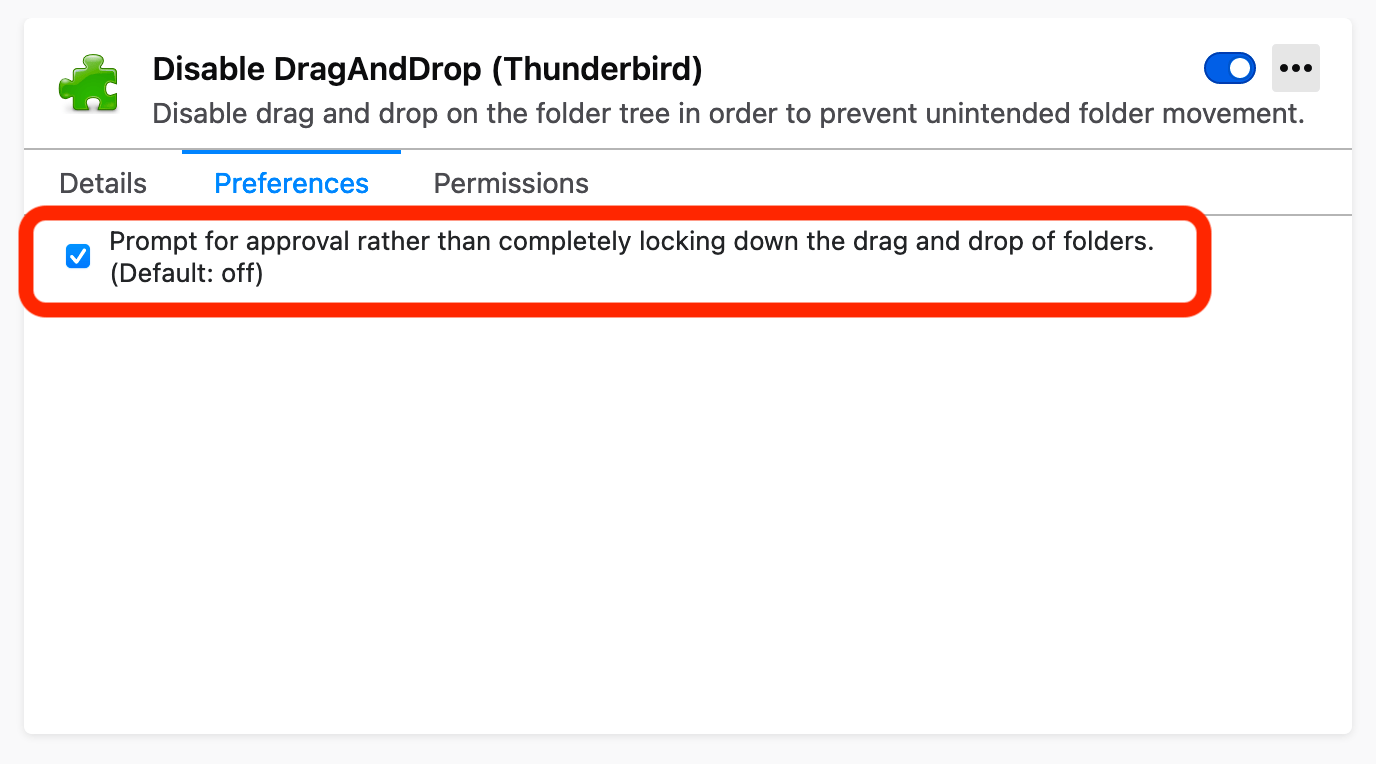 Disable DragAndDrop (Thunderbird)
Disable drag and drop on the folder tree in order to prevent unintended folder movement.
Details
Preferences
Permissions
Prompt for approval rather than completely locking down the drag and drop of folders.
(Default: off)